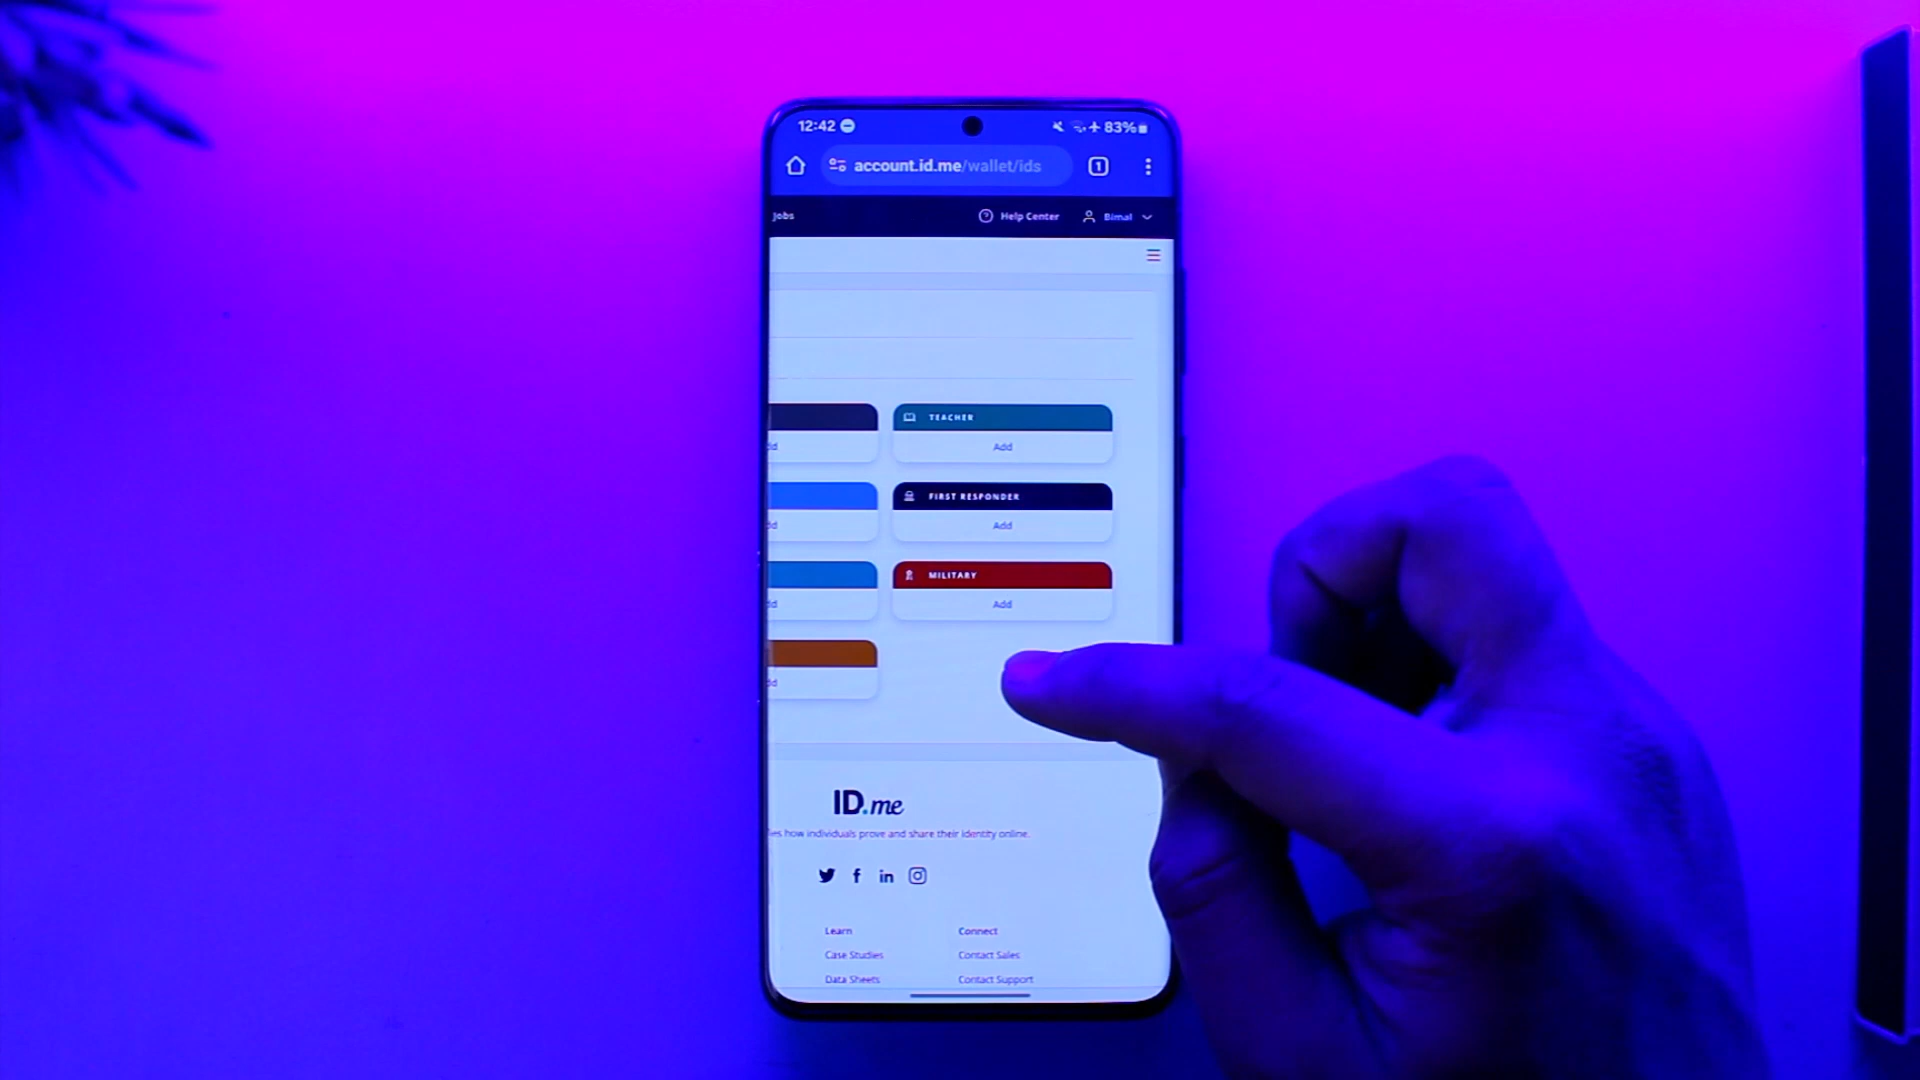 12:42
83%
account.id.me/wallet/ids
1
Jobs
Help Center
Bimal
TEACHER
Add
FIRST RESPONDER
Add
MILITARY
Add
ID.me
how individuals prove and share their identity online.
Learn
Connect
Case Studies
Contact Sales
Data Sheets
Contact Support